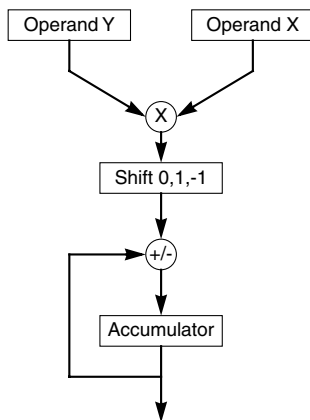 Operand Y
Operand X
X
Shift 0,1,-1
+/-
Accumulator